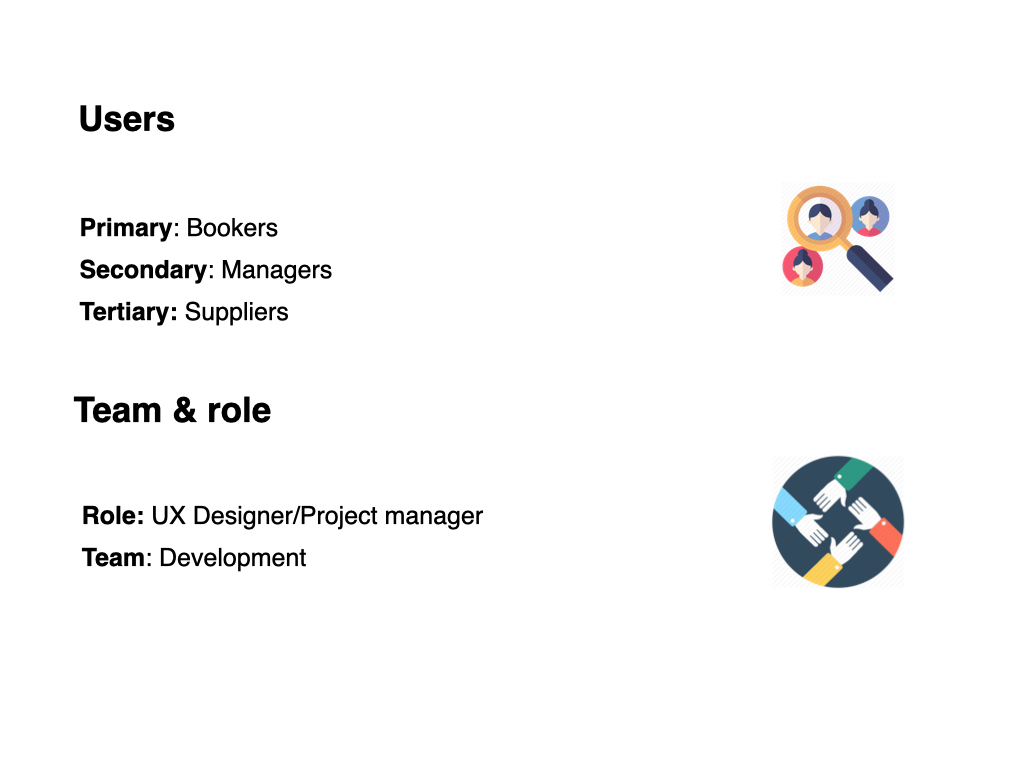 Users
Primary: Bookers
Secondary: Managers
Tertiary: Suppliers
Team & role
Role: UX Designer/Project manager
Team: Development